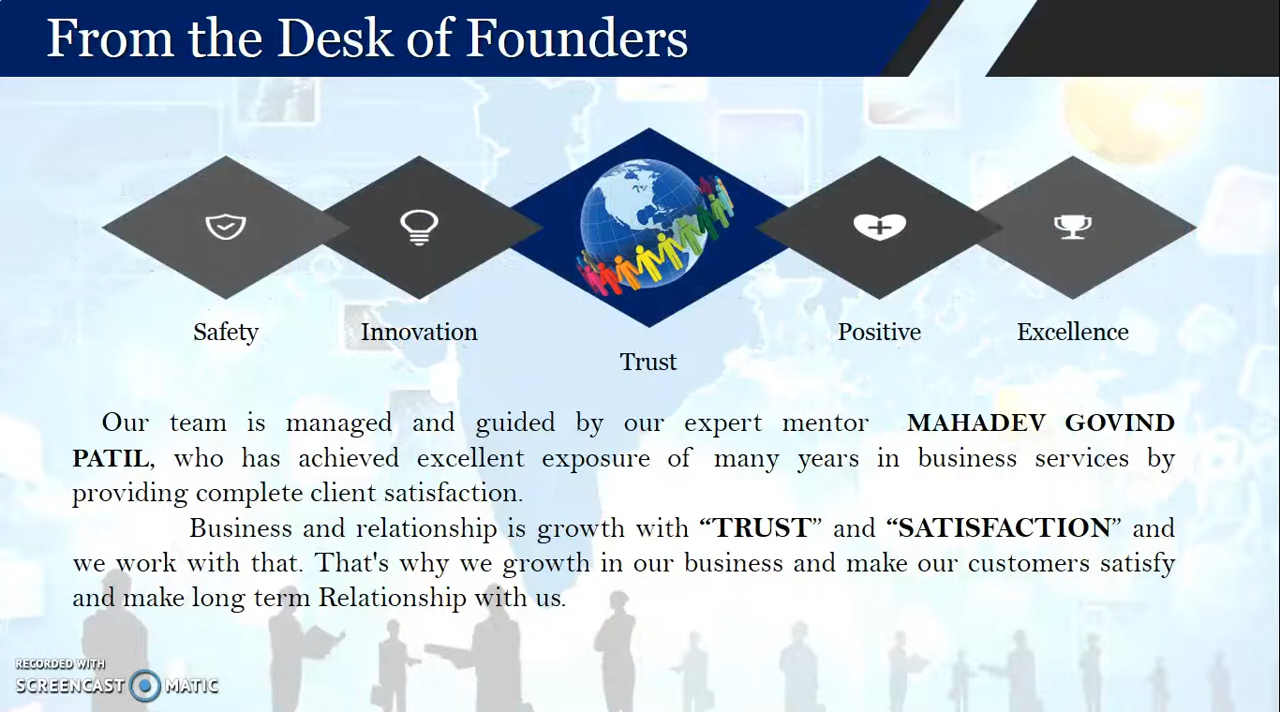 From the Desk of Founders
Safety
Innovation
Trust
Positive
Excellence
Our team is managed and guided by our expert mentor MAHADEV GOVIND
PATIL, who has achieved excellent exposure of many years in business services by
providing complete client satisfaction.
Business and relationship is growth with “TRUST” and “SATISFACTION” and
we work with that. That's why we growth in our business and make our customers satisfy
and make long term Relationship with us.
RECORDED WITH
SCREENCAST MATIC